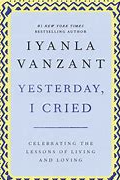 #1 NEW YORK TIMES
BESTSELLING AUTHOR
IYANLA
VANZANT
YESTERDAY,
I CRIED
CELEBRATING THE
LESSONS OF LIVING
AND LOVING